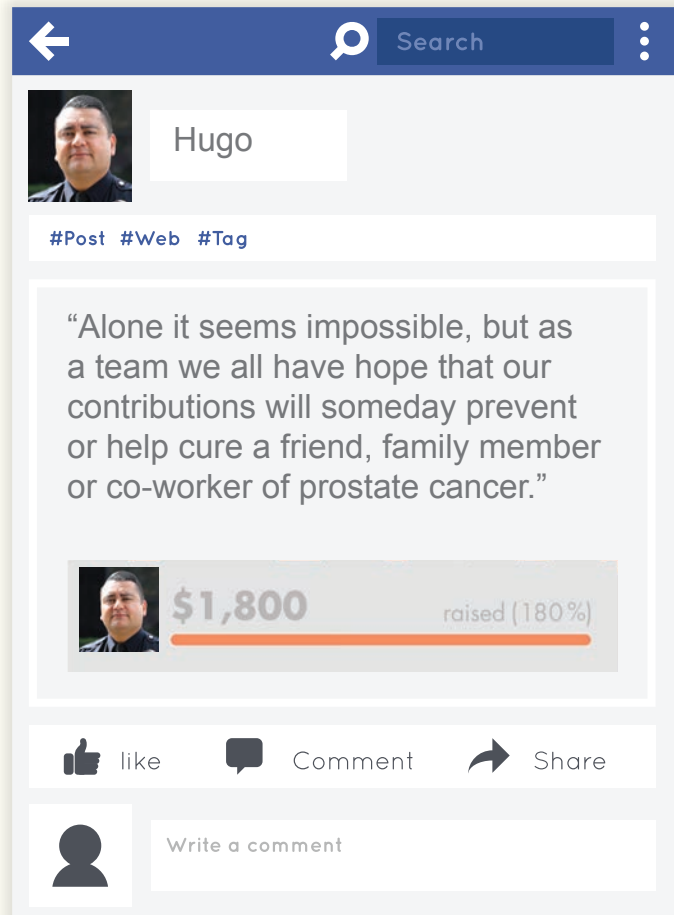 Search
Hugo
#Post #Web #Tag
“Alone it seems impossible, but as
a team we all have hope that our
contributions will someday prevent
or help cure a friend, family member
or co-worker of prostate cancer.”
$1,800 raised (180%)
like Comment Share
Write a comment